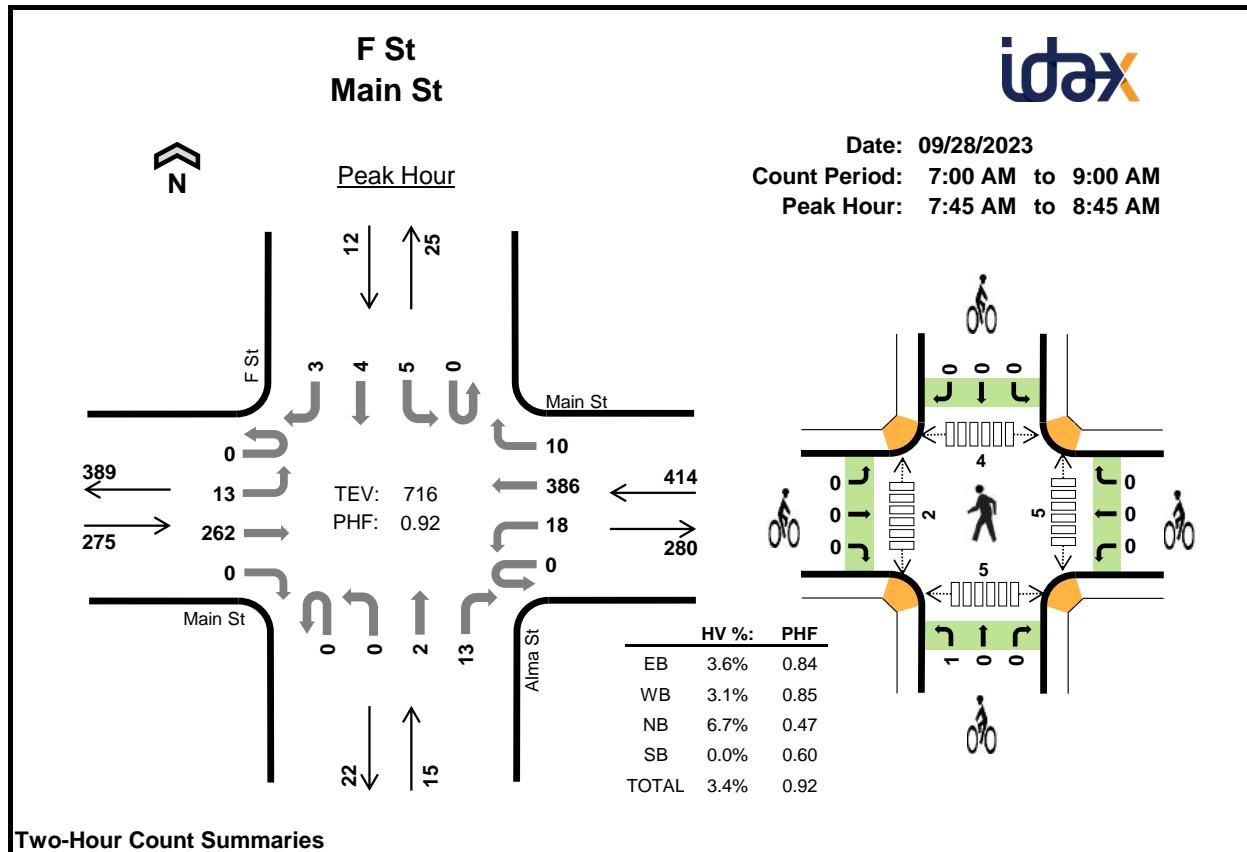 F St
Main St
idax
N
Peak Hour
Date: 09/28/2023
Count Period: 7:00 AM to 9:00 AM
Peak Hour: 7:45 AM to 8:45 AM
12
25
F St
3
4
5
0
Main St
0
10
389
13
386
414
TEV: 716
PHF: 0.92
275
262
18
280
0
0
Main St
0
0
2
13
Alma St
22
15
HV %: PHF
EB 3.6% 0.84
WB 3.1% 0.85
NB 6.7% 0.47
SB 0.0% 0.60
TOTAL 3.4% 0.92
0 0 0
4
0
0
0
2
5
0
0
0
5
1 0 0
Two-Hour Count Summaries